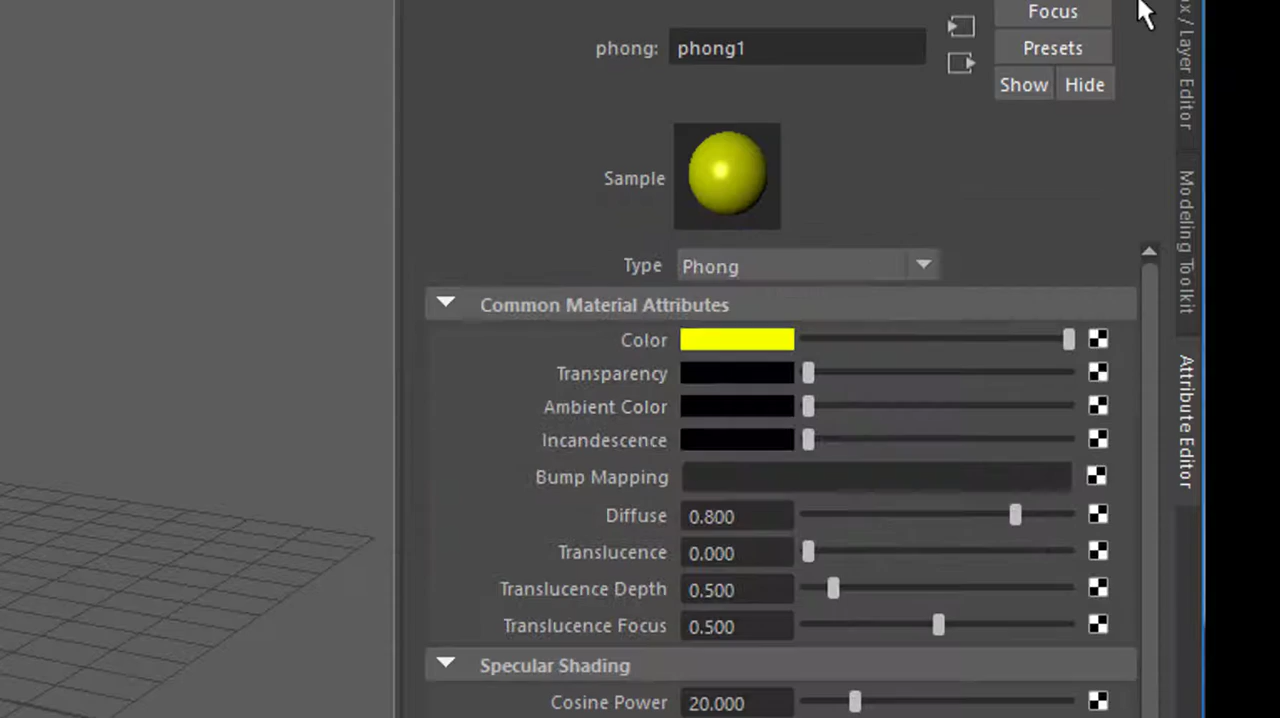 Focus
phong: phong1
Presets
Show Hide
Sample
Type Phong
Common Material Attributes
Color
Transparency
Ambient Color
Incandescence
Bump Mapping
Diffuse 0.800
Translucence 0.000
Translucence Depth 0.500
Translucence Focus 0.500
Specular Shading
Cosine Power 20.000
/ Layer Editor
Modeling Toolkit
Attribute Editor